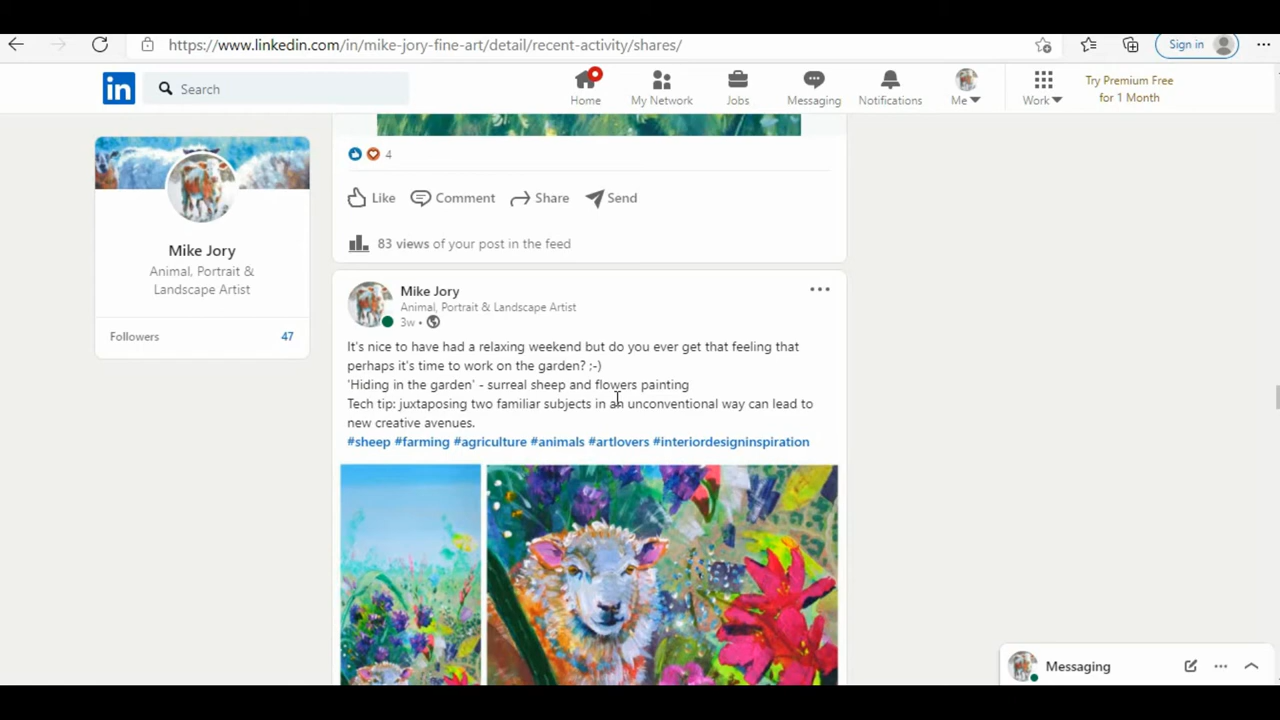 https://www.linkedin.com/in/mike-jory-fine-art/detail/recent-activity/shares/
Sign in
in
Search
Home
My Network
Jobs
Messaging
Notifications
Me
Work
Try Premium Free
for 1 Month
Mike Jory
Animal, Portrait &
Landscape Artist
Followers 47
4
Like Comment Share Send
83 views of your post in the feed
Mike Jory
Animal, Portrait & Landscape Artist
3w •
It's nice to have had a relaxing weekend but do you ever get that feeling that
perhaps it's time to work on the garden? ;-)
'Hiding in the garden' - surreal sheep and flowers painting
Tech tip: juxtaposing two familiar subjects in an unconventional way can lead to
new creative avenues.
#sheep #farming #agriculture #animals #artlovers #interiordesigninspiration
Messaging